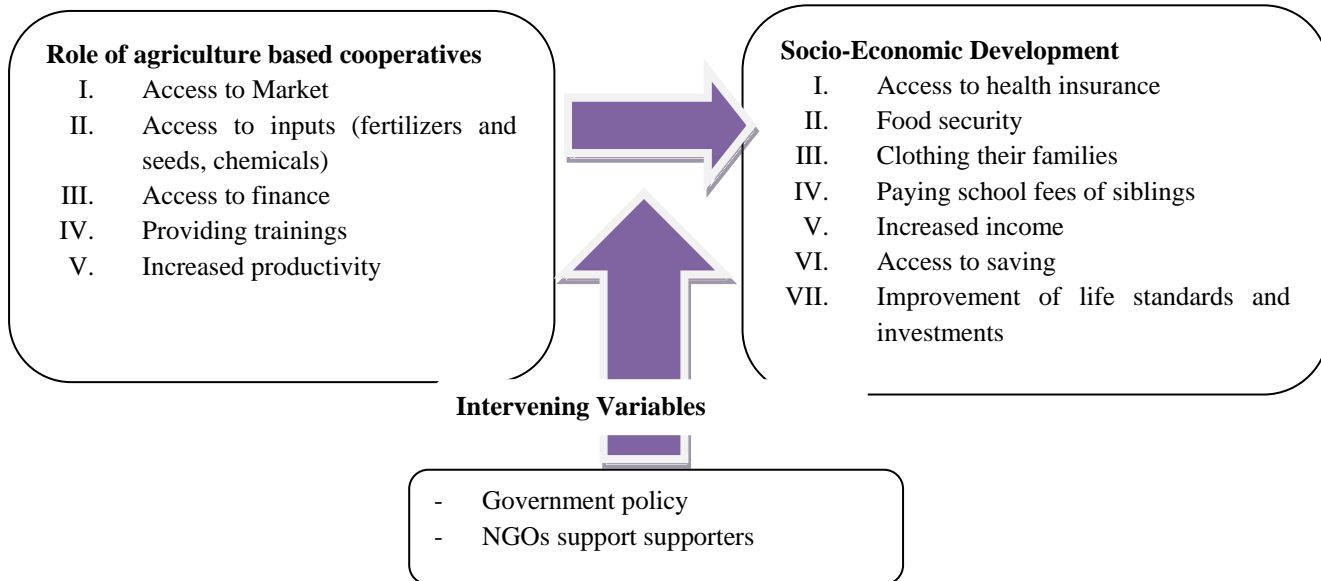 Role of agriculture based cooperatives
I. Access to Market
II. Access to inputs (fertilizers and
seeds, chemicals)
III. Access to finance
IV. Providing trainings
V. Increased productivity
Socio-Economic Development
I. Access to health insurance
II. Food security
III. Clothing their families
IV. Paying school fees of siblings
V. Increased income
VI. Access to saving
VII. Improvement of life standards and
investments
Intervening Variables
- Government policy
- NGOs support supporters